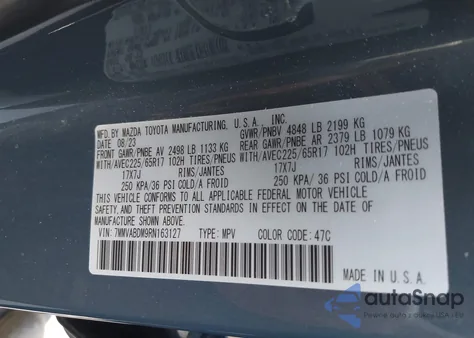 MFD. BY MAZDA TOYOTA MANUFACTURING, U.S.A., INC.
DATE 08/23 GVWR/PNBV 4848 LB 2199 KG
FRONT GAWR/PNBE AV 2498 LB 1133 KG REAR GAWR/PNBE AR 2379 LB 1079 KG
WITH/AVEC225/65R17 102H TIRES/PNEUS WITH/AVEC225/65R17 102H TIRES/PNEUS
17X7J RIMS/JANTES 17X7J RIMS/JANTES
250 KPA/ 36 PSI COLD/A FROID 250 KPA/ 36 PSI COLD/A FROID
THIS VEHICLE CONFORMS TO ALL APPLICABLE FEDERAL MOTOR VEHICLE
SAFETY STANDARDS IN EFFECT ON THE DATE OF MANUFACTURE
SHOWN ABOVE.
VIN: 7MMVABDM9RN163127 TYPE: MPV COLOR CODE: 47C
MADE IN U.S.A.
autoSnap